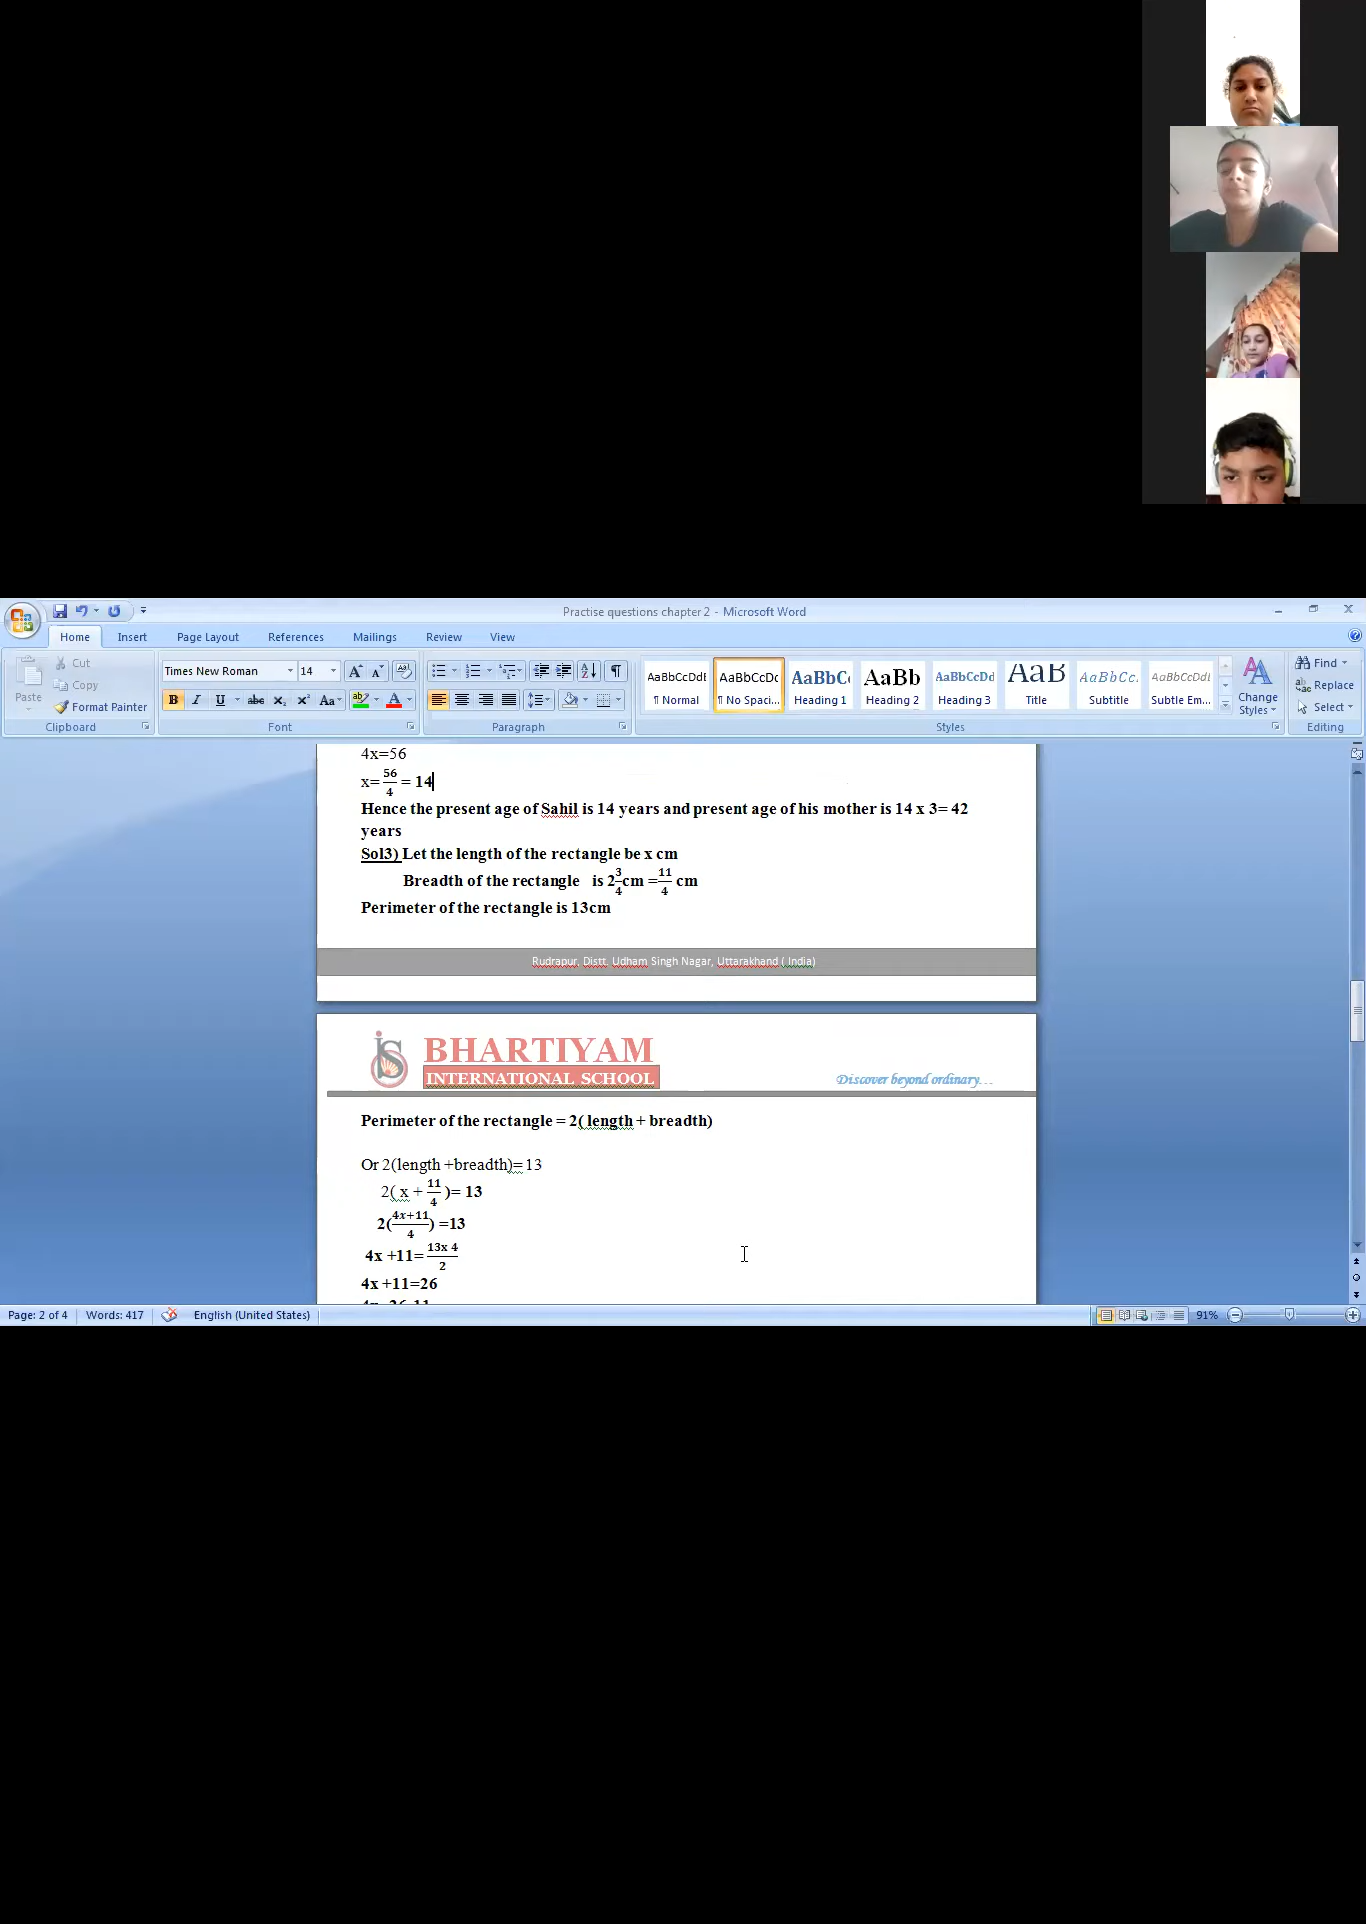 Practise questions chapter 2 - Microsoft Word
Home Insert Page Layout References Mailings Review View
Cut
Copy
Paste
Format Painter
Clipboard
Times New Roman 14
Font
Paragraph
AaBbCcDdE AaBbCcDc AaBbC AaBb AaBbCcDd AaB AaBbCc. AaBbCcDdE
¶ Normal ¶ No Spaci... Heading 1 Heading 2 Heading 3 Title Subtitle Subtle Em...
Change Styles
Styles
Find
Replace
Select
Editing
4x=56
x= 56/4 = 14
Hence the present age of Sahil is 14 years and present age of his mother is 14 x 3= 42
years
Sol3) Let the length of the rectangle be x cm
Breadth of the rectangle is 2 3/4 cm = 11/4 cm
Perimeter of the rectangle is 13cm
Rudrapur, Distt. Udham Singh Nagar, Uttarakhand ( India)
BHARTIYAM
INTERNATIONAL SCHOOL
Discover beyond ordinary...
Perimeter of the rectangle = 2( length + breadth)
Or 2(length +breadth)= 13
2( x + 11/4 )= 13
2( 4x+11/4 ) =13
4x +11= 13x 4/2
4x +11=26
Page: 2 of 4 Words: 417 English (United States) 91%